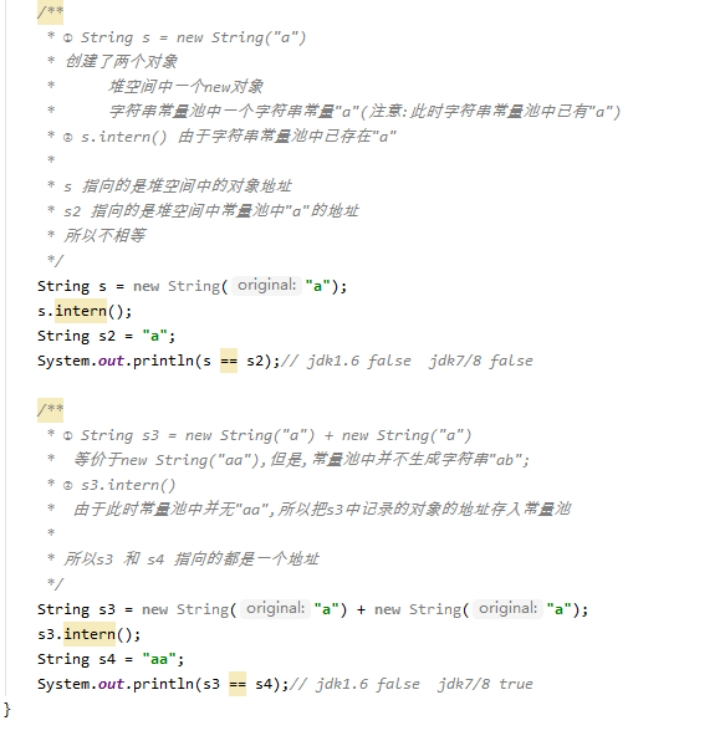 /**
 * ① String s = new String("a")
 * 创建了两个对象
 *      堆空间中一个new对象
 *      字符串常量池中一个字符串常量"a"(注意:此时字符串常量池中已有"a")
 * ② s.intern() 由于字符串常量池中已存在"a"
 *
 * s 指向的是堆空间中的对象地址
 * s2 指向的是堆空间中常量池中"a"的地址
 * 所以不相等
 */
String s = new String( original: "a");
s.intern();
String s2 = "a";
System.out.println(s == s2);// jdk1.6 false  jdk7/8 false
/**
 * ① String s3 = new String("a") + new String("a")
 *  等价于new String("aa"),但是,常量池中并不生成字符串"ab";
 * ② s3.intern()
 *  由于此时常量池中并无"aa",所以把s3中记录的对象的地址存入常量池
 *
 * 所以s3 和 s4 指向的都是一个地址
 */
String s3 = new String( original: "a") + new String( original: "a");
s3.intern();
String s4 = "aa";
System.out.println(s3 == s4);// jdk1.6 false  jdk7/8 true
}